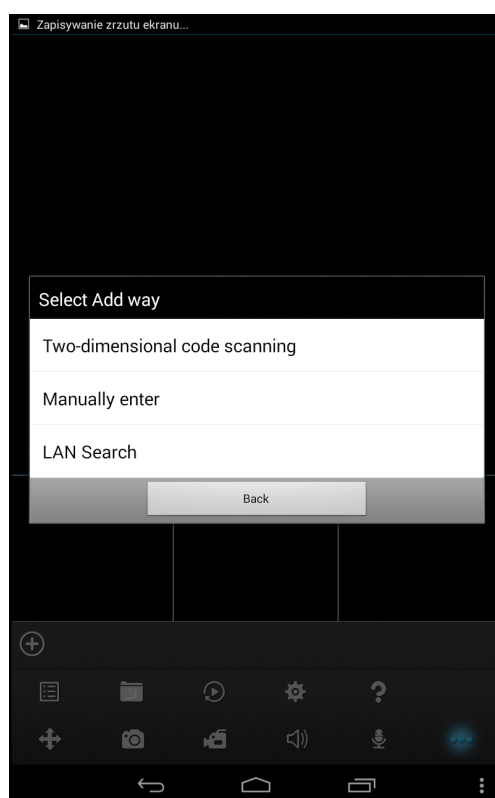 Zapisywanie zrzutu ekranu...
Select Add way
Two-dimensional code scanning
Manually enter
LAN Search
Back